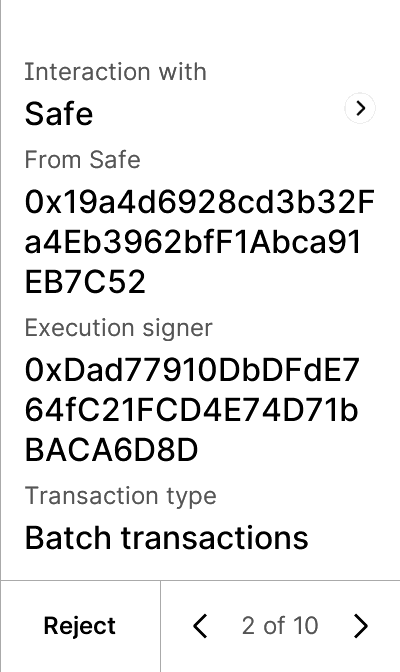 Interaction with
Safe
From Safe
0x19a4d6928cd3b32F
a4Eb3962bfF1Abca91
EB7C52
Execution signer
0xDad77910DbDFdE7
64fC21FCD4E74D71b
BACA6D8D
Transaction type
Batch transactions
Reject
2 of 10